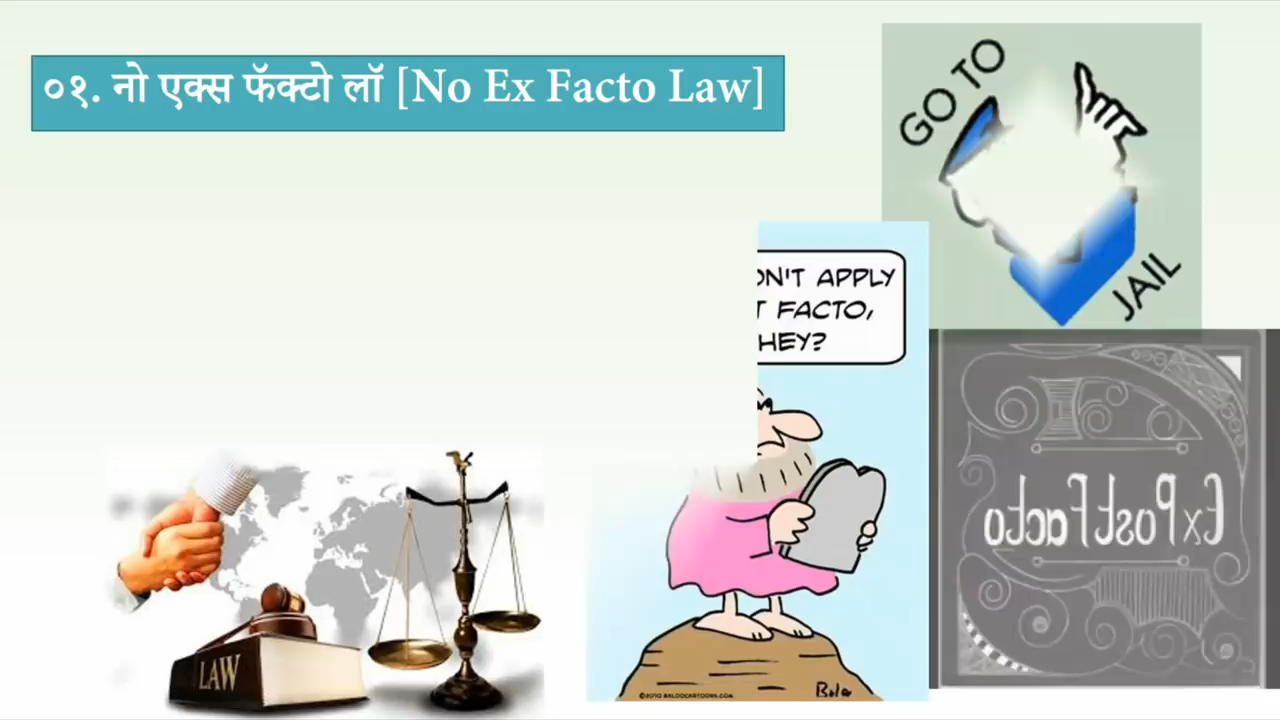 ०१. नो एक्स फॅक्टो लॉ [No Ex Facto Law]
GO TO
JAIL
ON'T APPLY
T FACTO,
HEY?
Ex Post Facto
LAW
©2010 BALOOCARTOONS.COM